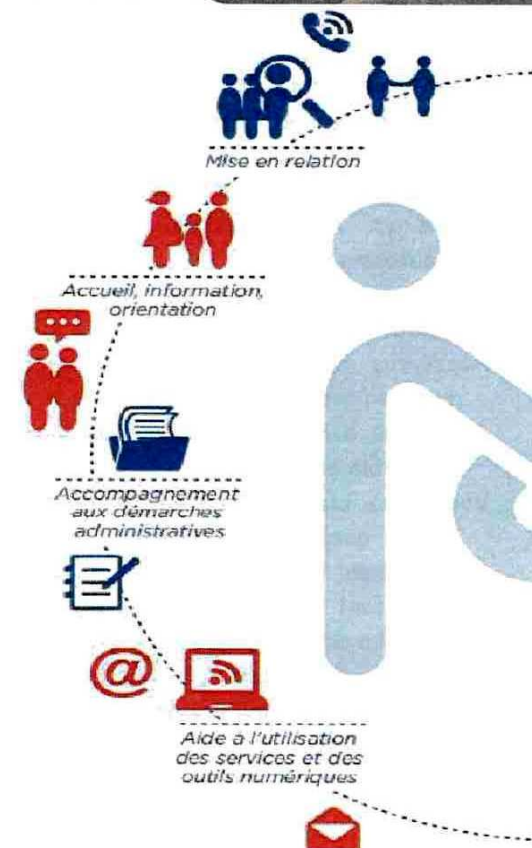 Mise en relation
Accueil, information,
orientation
Accompagnement
aux démarches
administratives
@
Aide à l'utilisation
des services et des
outils numériques